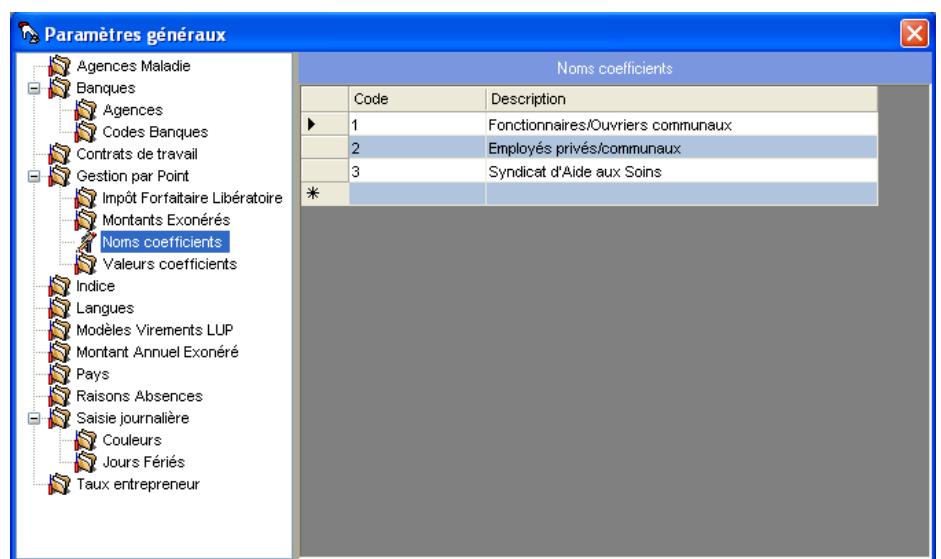 Paramètres généraux
Agences Maladie
Banques
Agences
Codes Banques
Contrats de travail
Gestion par Point
Impôt Forfaitaire Libératoire
Montants Exonérés
Noms coefficients
Valeurs coefficients
Indice
Langues
Modèles Virements LUP
Montant Annuel Exonéré
Pays
Raisons Absences
Saisie journalière
Couleurs
Jours Fériés
Taux entrepreneur
Noms coefficients
Code Description
1 Fonctionnaires/Ouvriers communaux
2 Employés privés/communaux
3 Syndicat d'Aide aux Soins